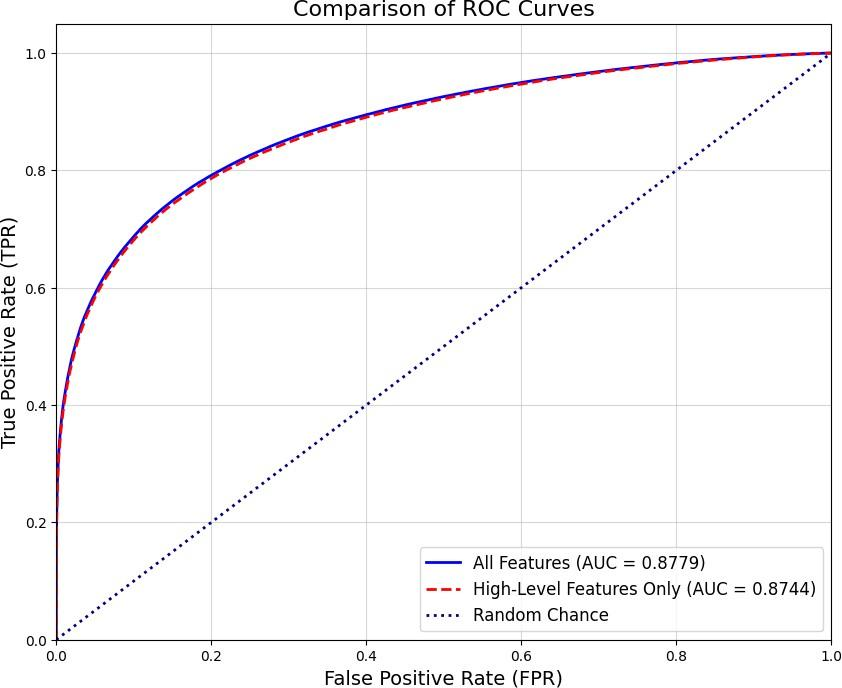 Comparison of ROC Curves
True Positive Rate (TPR)
1.0
0.8
0.6
0.4
0.2
0.0
All Features (AUC = 0.8779)
High-Level Features Only (AUC = 0.8744)
Random Chance
0.0 0.2 0.4 0.6 0.8 1.0
False Positive Rate (FPR)